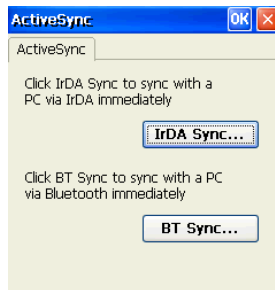 ActiveSync OK
ActiveSync
Click IrDA Sync to sync with a
PC via IrDA immediately
IrDA Sync...
Click BT Sync to sync with a PC
via Bluetooth immediately
BT Sync...